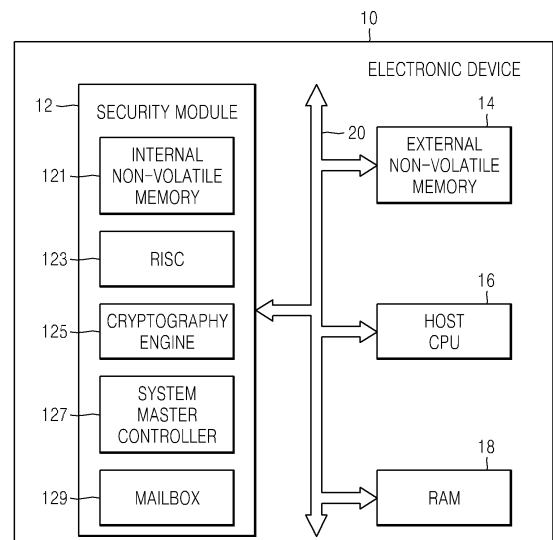 10
ELECTRONIC DEVICE
12
SECURITY MODULE
20
14
121
INTERNAL
NON-VOLATILE
MEMORY
EXTERNAL
NON-VOLATILE
MEMORY
123
RISC
16
125
CRYPTOGRAPHY
ENGINE
HOST
CPU
127
SYSTEM
MASTER
CONTROLLER
18
129
MAILBOX
RAM